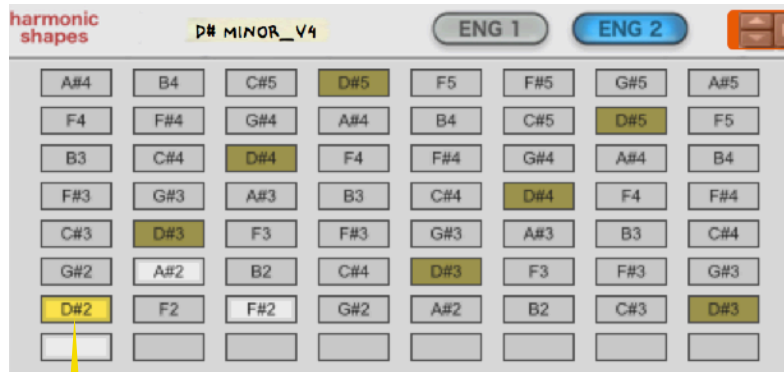 harmonic
shapes
D# MINOR_V4
ENG 1
ENG 2
A#4 B4 C#5 D#5 F5 F#5 G#5 A#5
F4 F#4 G#4 A#4 B4 C#5 D#5 F5
B3 C#4 D#4 F4 F#4 G#4 A#4 B4
F#3 G#3 A#3 B3 C#4 D#4 F4 F#4
C#3 D#3 F3 F#3 G#3 A#3 B3 C#4
G#2 A#2 B2 C#4 D#3 F3 F#3 G#3
D#2 F2 F#2 G#2 A#2 B2 C#3 D#3